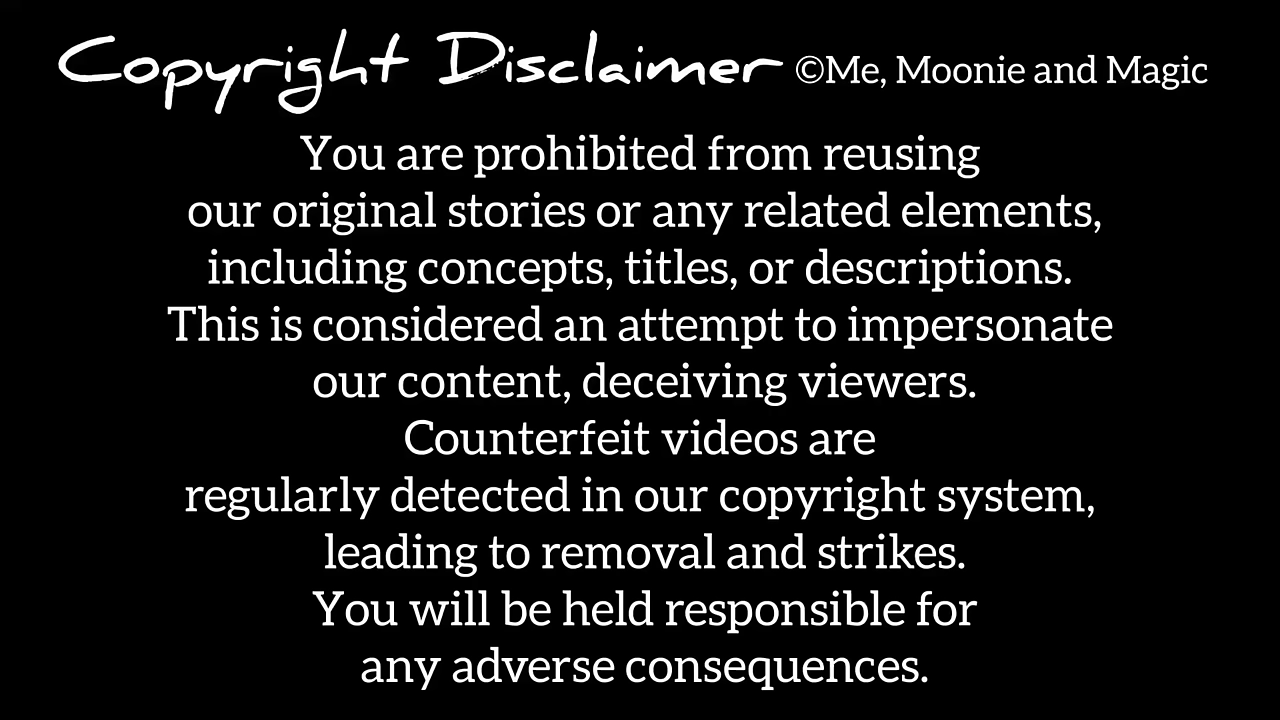 Copyright Disclaimer ©Me, Moonie and Magic
You are prohibited from reusing
our original stories or any related elements,
including concepts, titles, or descriptions.
This is considered an attempt to impersonate
our content, deceiving viewers.
Counterfeit videos are
regularly detected in our copyright system,
leading to removal and strikes.
You will be held responsible for
any adverse consequences.